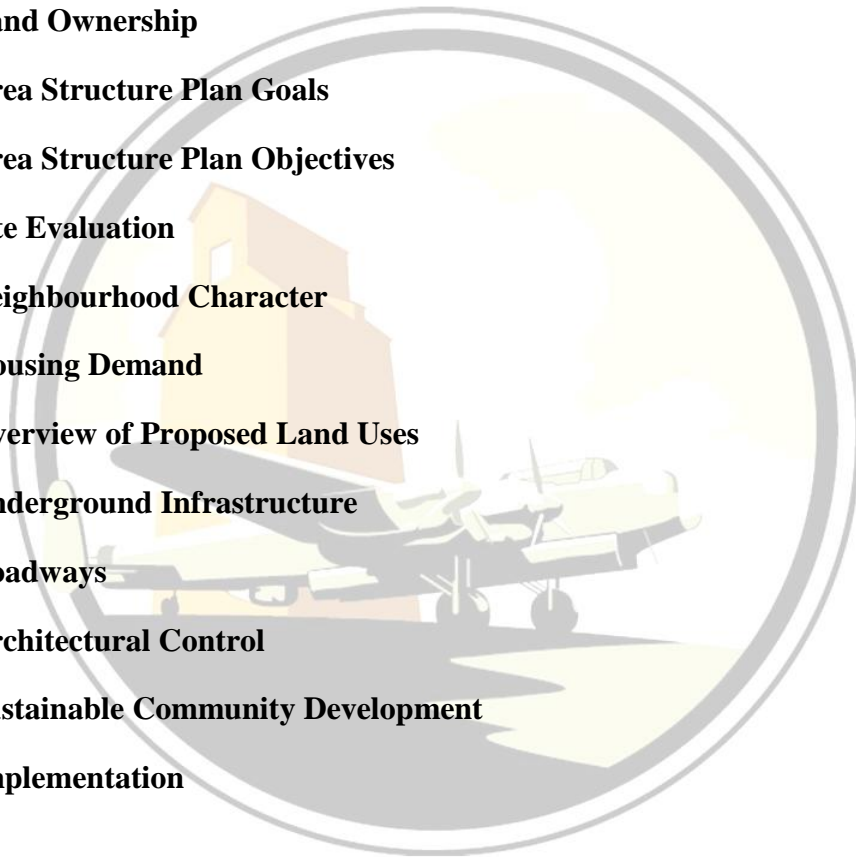 and Ownership
rea Structure Plan Goals
rea Structure Plan Objectives
te Evaluation
eighbourhood Character
ousing Demand
verview of Proposed Land Uses
nderground Infrastructure
oadways
rchitectural Control
ustainable Community Development
mplementation